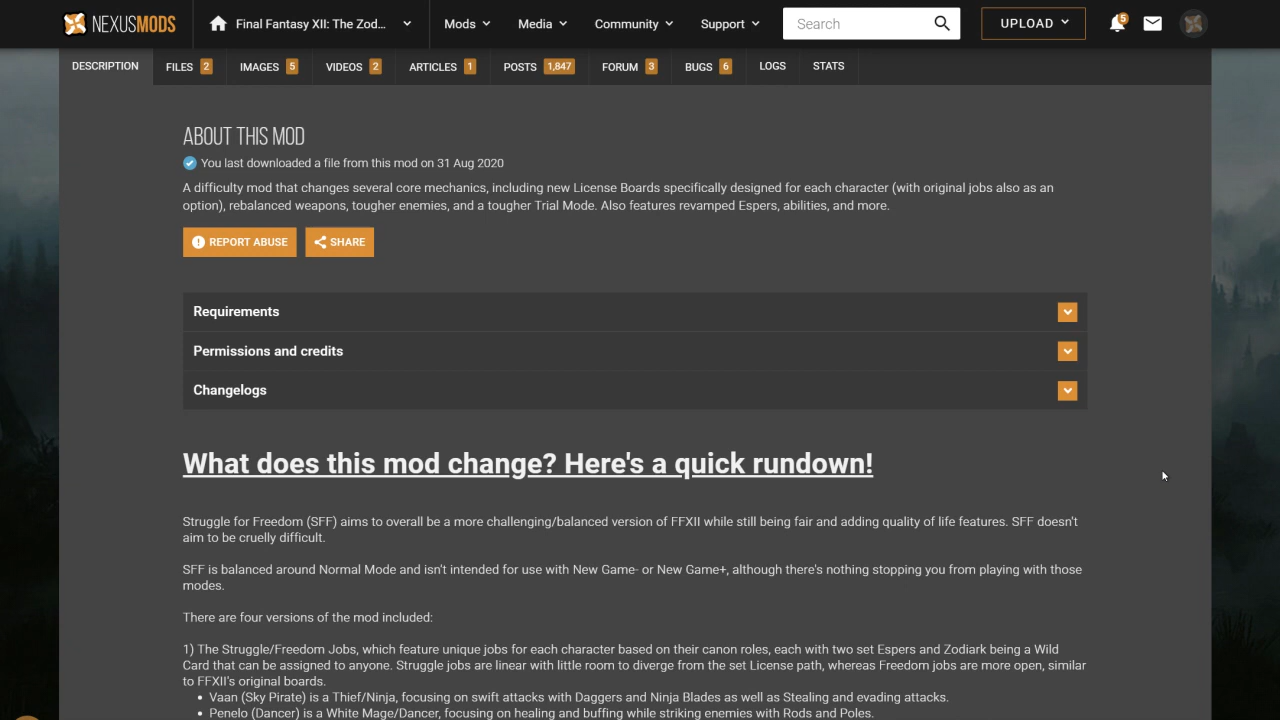 NEXUSMODS
Final Fantasy XII: The Zod...
Mods
Media
Community
Support
Search
UPLOAD
5
DESCRIPTION
FILES 2
IMAGES 5
VIDEOS 2
ARTICLES 1
POSTS 1,847
FORUM 3
BUGS 6
LOGS
STATS
ABOUT THIS MOD
You last downloaded a file from this mod on 31 Aug 2020
A difficulty mod that changes several core mechanics, including new License Boards specifically designed for each character (with original jobs also as an
option), rebalanced weapons, tougher enemies, and a tougher Trial Mode. Also features revamped Espers, abilities, and more.
REPORT ABUSE
SHARE
Requirements
Permissions and credits
Changelogs
What does this mod change? Here's a quick rundown!
Struggle for Freedom (SFF) aims to overall be a more challenging/balanced version of FFXII while still being fair and adding quality of life features. SFF doesn't
aim to be cruelly difficult.
SFF is balanced around Normal Mode and isn't intended for use with New Game- or New Game+, although there's nothing stopping you from playing with those
modes.
There are four versions of the mod included:
1) The Struggle/Freedom Jobs, which feature unique jobs for each character based on their canon roles, each with two set Espers and Zodiark being a Wild
Card that can be assigned to anyone. Struggle jobs are linear with little room to diverge from the set License path, whereas Freedom jobs are more open, similar
to FFXII's original boards.
• Vaan (Sky Pirate) is a Thief/Ninja, focusing on swift attacks with Daggers and Ninja Blades as well as Stealing and evading attacks.
• Penelo (Dancer) is a White Mage/Dancer, focusing on healing and buffing while striking enemies with Rods and Poles.